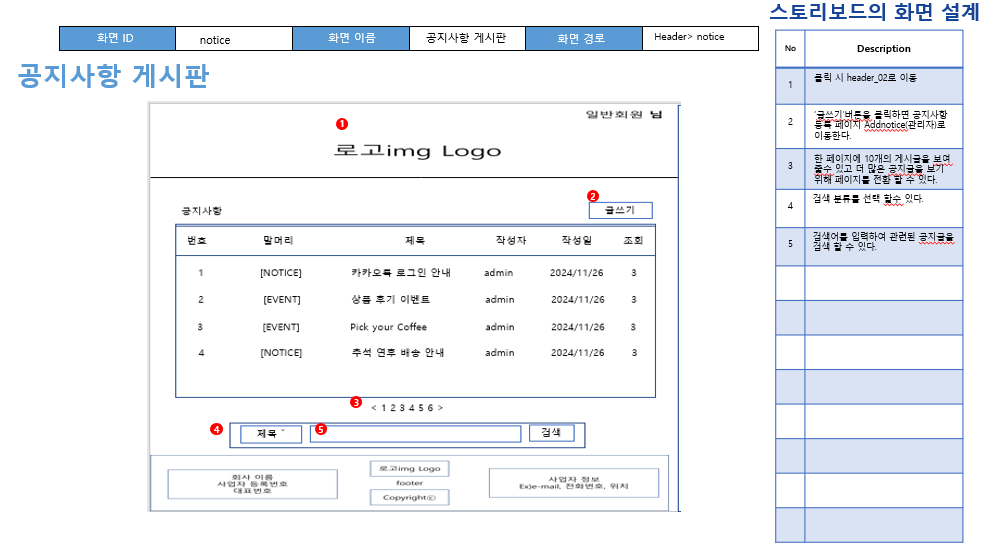 스토리보드의 화면 설계
화면 ID notice 화면 이름 공지사항 게시판 화면 경로 Header> notice
공지사항 게시판
일반회원 님
1
로고img Logo
2
공지사항 글쓰기
번호 말머리 제목 작성자 작성일 조회
1 [NOTICE] 카카오톡 로그인 안내 admin 2024/11/26 3
2 [EVENT] 상품 후기 이벤트 admin 2024/11/26 3
3 [EVENT] Pick your Coffee admin 2024/11/26 3
4 [NOTICE] 추석 연후 배송 안내 admin 2024/11/26 3
3 < 1 2 3 4 5 6 >
4 제목 ˇ 5 검색
회사 이름
사업자 등록번호
대표번호
로고img Logo
footer
Copyrightⓒ
사업자 정보
Ex)e-mail, 전화번호, 위치
No Description
1 클릭 시 header_02로 이동
2 '글쓰기'버튼을 클릭하면 공지사항
등록 페이지 Addnotice(관리자)로
이동한다.
3 한 페이지에 10개의 게시글을 보여
줄수 있고 더 많은 공지글을 보기
위해 페이지를 전환 할 수 있다.
4 검색 분류를 선택 할수 있다.
5 검색어를 입력하여 관련된 공지글을
검색 할 수 있다.